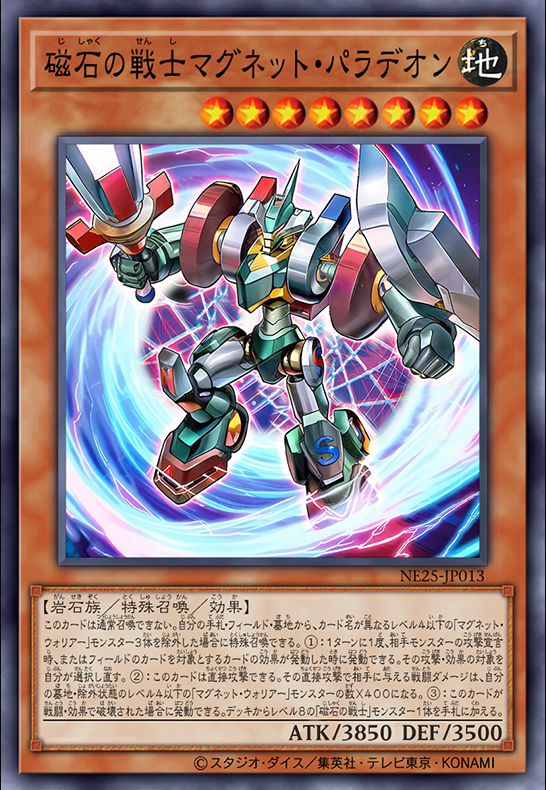 磁石の戦士マグネット・パラデオン
地
S
NE25-JP013
【岩石族／特殊召喚／効果】
このカードは通常召喚できない。自分の手札・フィールド・墓地から、カード名が異なるレベル4以下の「マグネット・
ウォリアー」モンスター3体を除外した場合に特殊召喚できる。①：1ターンに1度、相手モンスターの攻撃宣言
時、またはフィールドのカードを対象とするカードの効果が発動した時に発動できる。その攻撃・効果の対象を
自分が選択し直す。②：このカードは直接攻撃できる。その直接攻撃で相手に与える戦闘ダメージは、自分
の墓地・除外状態のレベル4以下の「マグネット・ウォリアー」モンスターの数×400になる。③：このカードが
戦闘・効果で破壊された場合に発動できる。デッキからレベル8の「磁石の戦士」モンスター1体を手札に加える。
ATK/3850 DEF/3500
©スタジオ・ダイス／集英社・テレビ東京・KONAMI